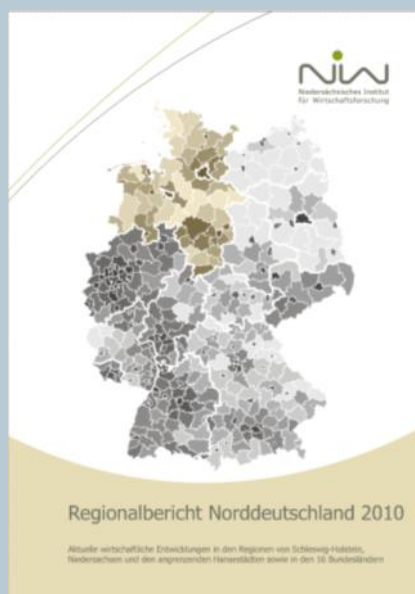 NIW
Niedersächsisches Institut
für Wirtschaftsforschung
Regionalbericht Norddeutschland 2010
Aktuelle wirtschaftliche Entwicklungen in den Regionen von Schleswig-Holstein,
Niedersachsen und den angrenzenden Hansestädten sowie in den 16 Bundesländern